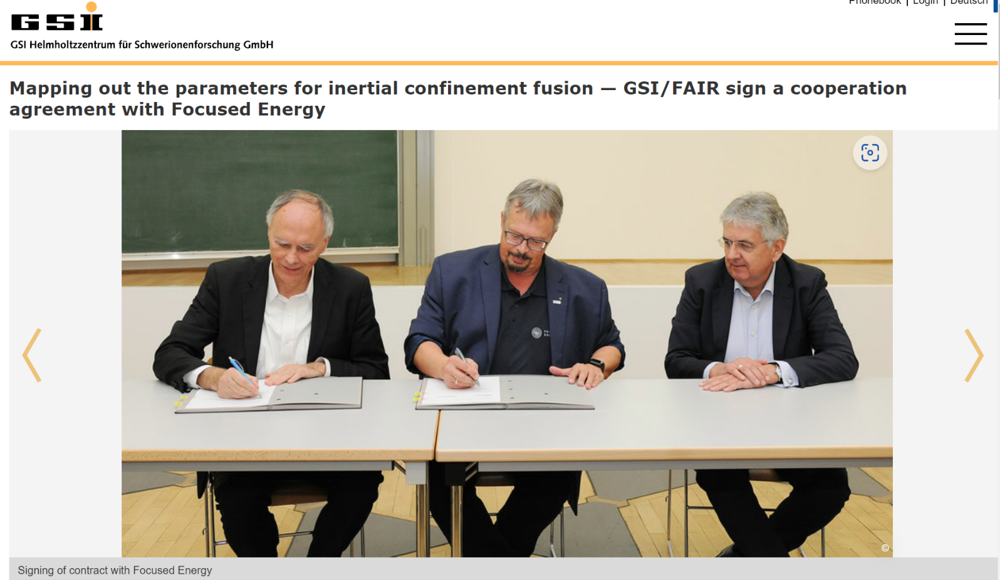 Phonebook | Login | Deutsch
GSI
GSI Helmholtzzentrum für Schwerionenforschung GmbH
Mapping out the parameters for inertial confinement fusion — GSI/FAIR sign a cooperation
agreement with Focused Energy
©
Signing of contract with Focused Energy